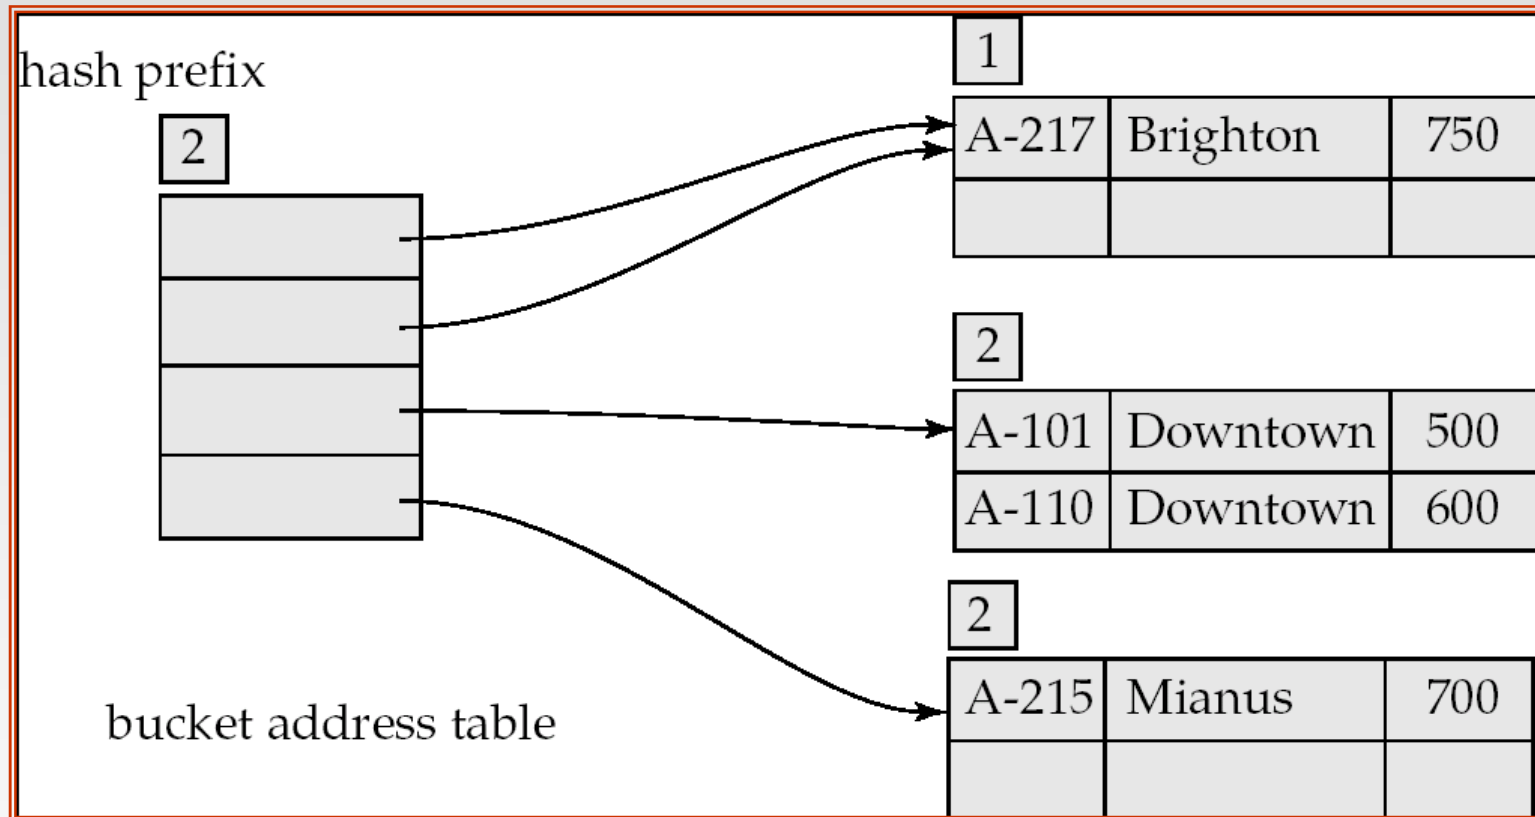 hash prefix
2
bucket address table
1
A-217 Brighton 750
2
A-101 Downtown 500
A-110 Downtown 600
2
A-215 Mianus 700